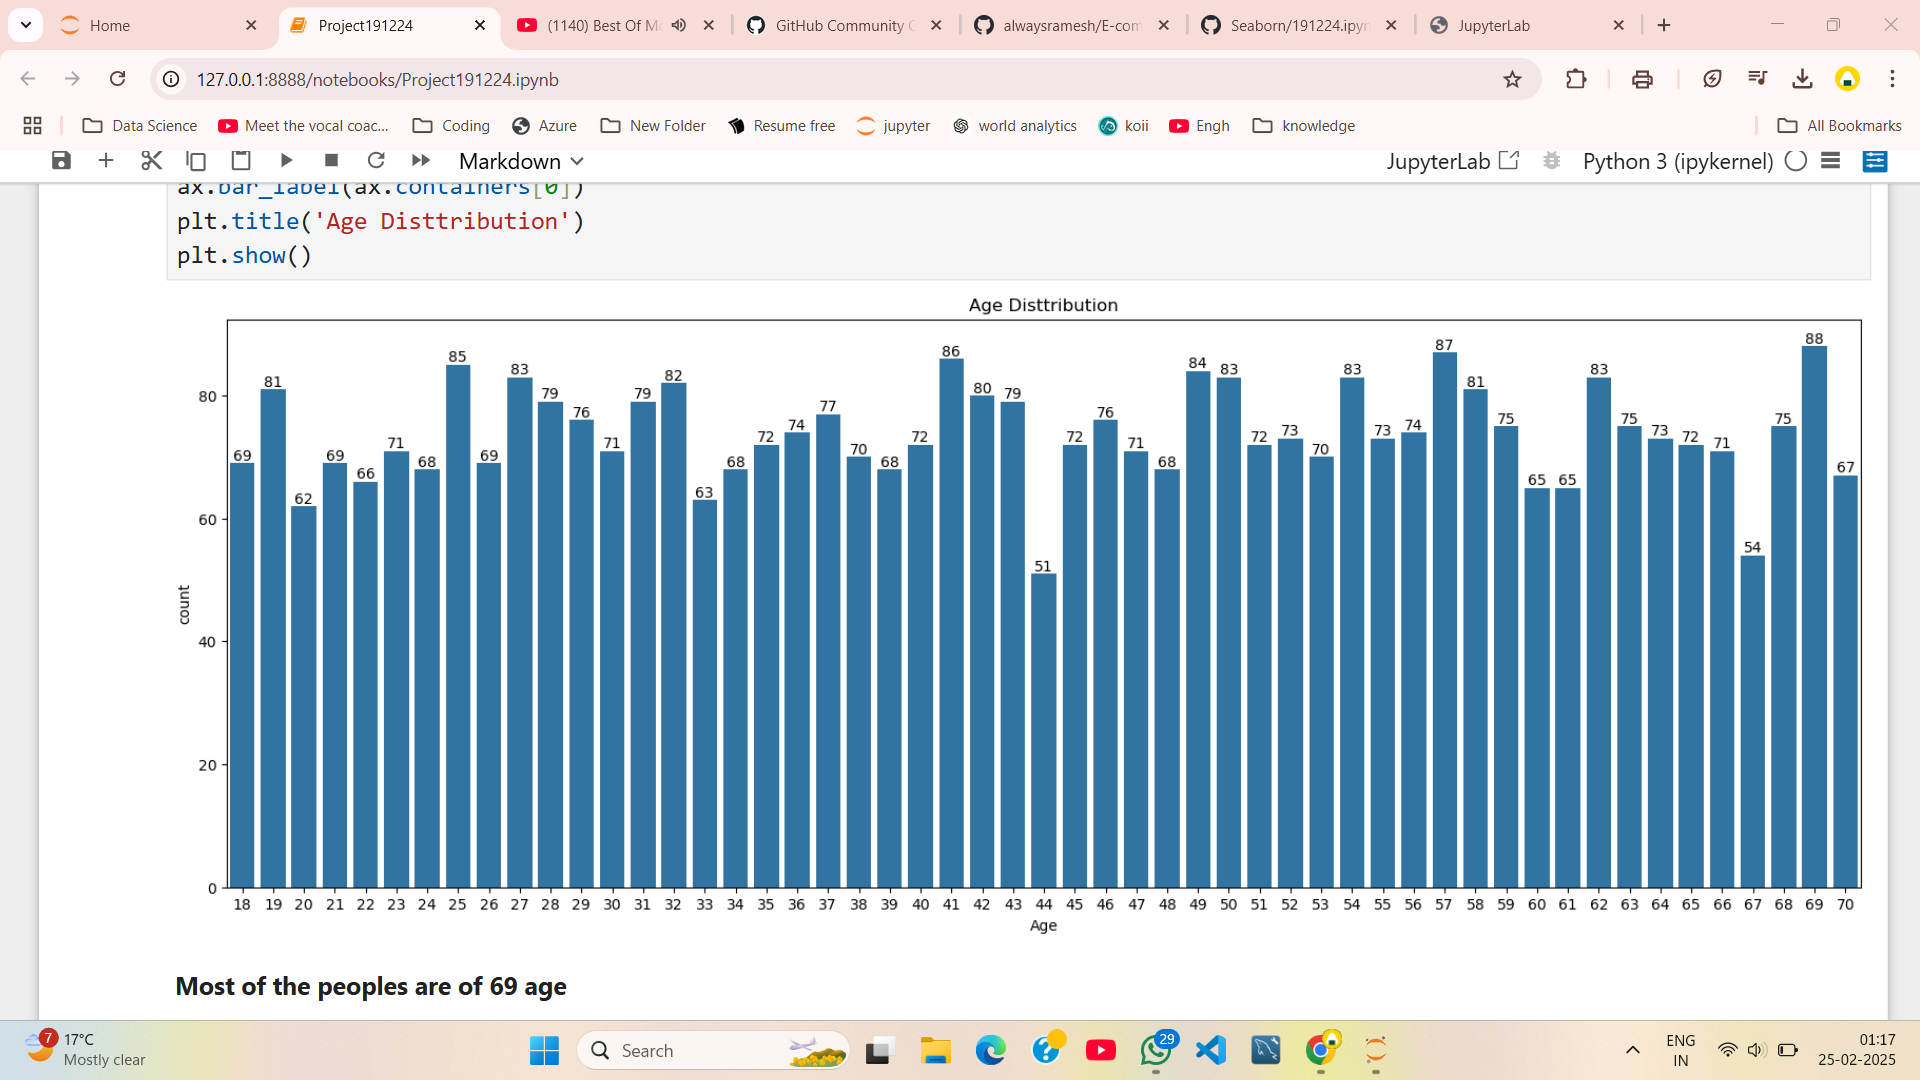 Home
Project191224
(1140) Best Of Mo
GitHub Community G
alwaysramesh/E-com
Seaborn/191224.ipyn
JupyterLab
127.0.0.1:8888/notebooks/Project191224.ipynb
Data Science
Meet the vocal coac...
Coding
Azure
New Folder
Resume free
jupyter
world analytics
koii
Engh
knowledge
All Bookmarks
Markdown
JupyterLab
Python 3 (ipykernel)
ax.bar_label(ax.containers[0])
plt.title('Age Disttribution')
plt.show()
Age Disttribution
69 81 62 69 66 71 68 85 69 83 79 76 71 79 82 63 68 72 74 77 70 68 72 86 80 79 51 72 76 71 68 84 83 72 73 70 83 73 74 87 81 75 65 65 83 75 73 72 71 54 75 88 67
80
60
40
20
0
count
18 19 20 21 22 23 24 25 26 27 28 29 30 31 32 33 34 35 36 37 38 39 40 41 42 43 44 45 46 47 48 49 50 51 52 53 54 55 56 57 58 59 60 61 62 63 64 65 66 67 68 69 70
Age
Most of the peoples are of 69 age
7
17°C
Mostly clear
Search
29
ENG
IN
01:17
25-02-2025